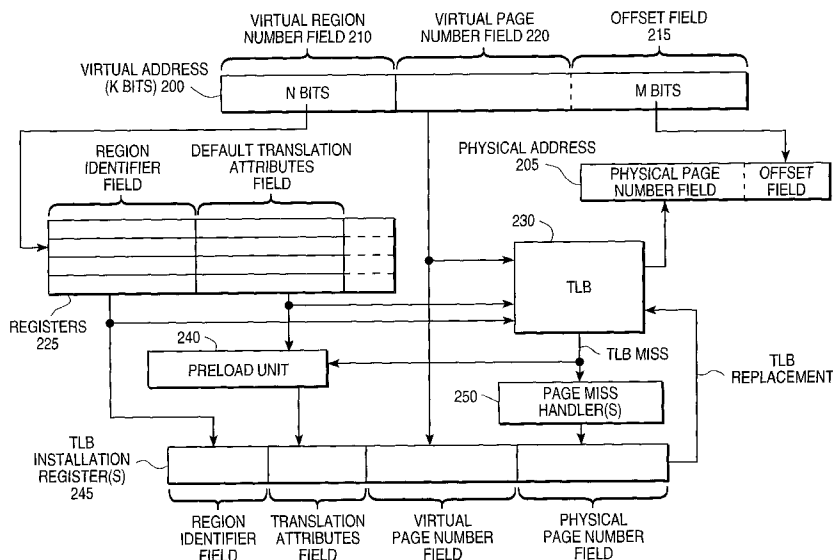 VIRTUAL REGION
NUMBER FIELD 210
VIRTUAL PAGE
NUMBER FIELD 220
OFFSET FIELD
215
VIRTUAL ADDRESS
(K BITS) 200
N BITS
M BITS
REGION
IDENTIFIER
FIELD
DEFAULT TRANSLATION
ATTRIBUTES
FIELD
PHYSICAL ADDRESS
205
PHYSICAL PAGE
NUMBER FIELD
OFFSET
FIELD
230
TLB
REGISTERS
225
240
PRELOAD UNIT
TLB MISS
TLB
REPLACEMENT
250
PAGE MISS
HANDLER(S)
TLB
INSTALLATION
REGISTER(S)
245
REGION
IDENTIFIER
FIELD
TRANSLATION
ATTRIBUTES
FIELD
VIRTUAL
PAGE NUMBER
FIELD
PHYSICAL
PAGE NUMBER
FIELD